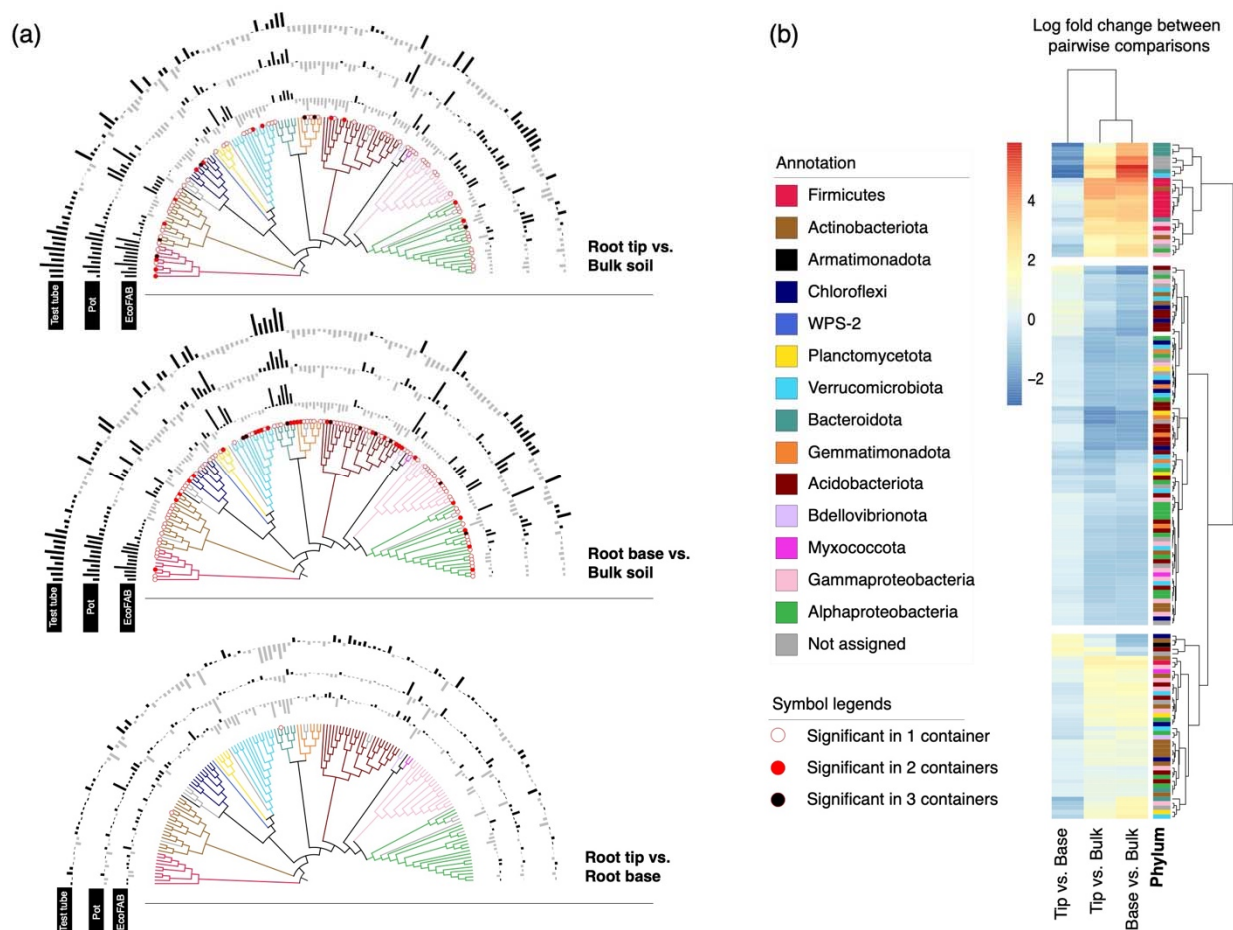 (a)
Test tube
Pot
EcoFAB
Root tip vs.
Bulk soil
Test tube
Pot
EcoFAB
Root base vs.
Bulk soil
Test tube
Pot
EcoFAB
Root tip vs.
Root base
(b)
Log fold change between
pairwise comparisons
Annotation
Firmicutes
Actinobacteriota
Armatimonadota
Chloroflexi
WPS-2
Planctomycetota
Verrucomicrobiota
Bacteroidota
Gemmatimonadota
Acidobacteriota
Bdellovibrionota
Myxococcota
Gammaproteobacteria
Alphaproteobacteria
Not assigned
Symbol legends
Significant in 1 container
Significant in 2 containers
Significant in 3 containers
4
2
0
−2
Tip vs. Base
Tip vs. Bulk
Base vs. Bulk
Phylum